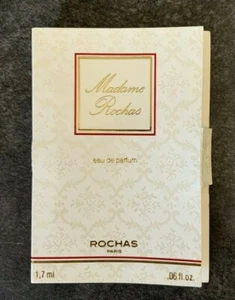 Madame
Rochas
eau de parfum
ROCHAS
PARIS
1,7 ml .06 fl.oz.